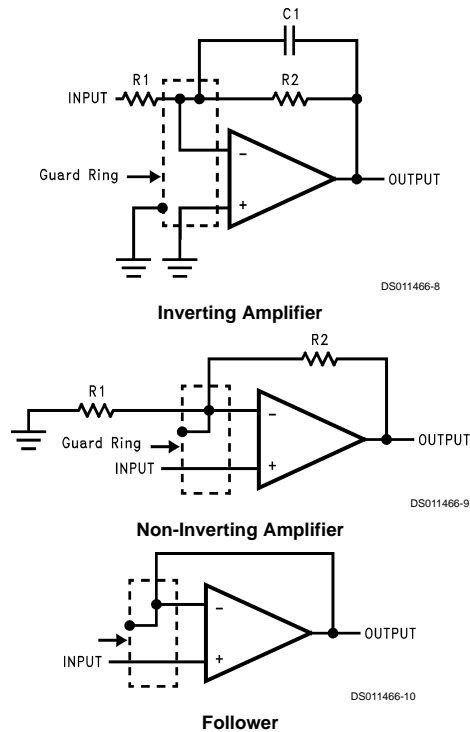 C1
R1
R2
INPUT
Guard Ring
−
+
OUTPUT
DS011466-8
Inverting Amplifier
R2
R1
−
Guard Ring
OUTPUT
INPUT
+
DS011466-9
Non-Inverting Amplifier
−
OUTPUT
INPUT
+
DS011466-10
Follower